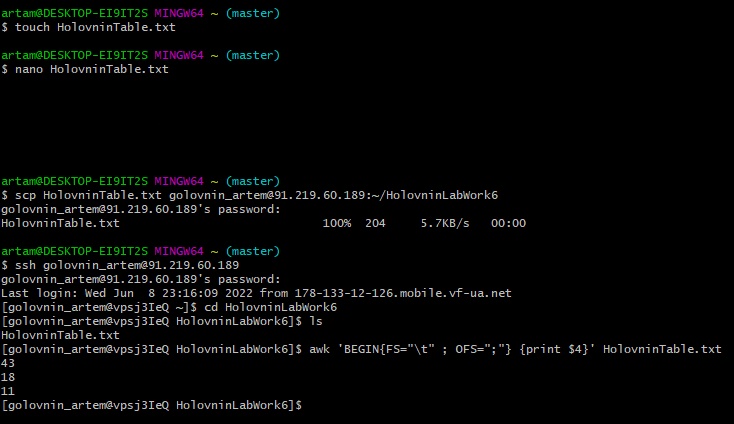 artam@DESKTOP-EI9IT2S MINGW64 ~ (master)
$ touch HolovninTable.txt
artam@DESKTOP-EI9IT2S MINGW64 ~ (master)
$ nano HolovninTable.txt
artam@DESKTOP-EI9IT2S MINGW64 ~ (master)
$ scp HolovninTable.txt golovnin_artem@91.219.60.189:~/HolovninLabWork6
golovnin_artem@91.219.60.189's password:
HolovninTable.txt 100% 204 5.7KB/s 00:00
artam@DESKTOP-EI9IT2S MINGW64 ~ (master)
$ ssh golovnin_artem@91.219.60.189
golovnin_artem@91.219.60.189's password:
Last login: Wed Jun 8 23:16:09 2022 from 178-133-12-126.mobile.vf-ua.net
[golovnin_artem@vpsj3IeQ ~]$ cd HolovninLabWork6
[golovnin_artem@vpsj3IeQ HolovninLabWork6]$ ls
HolovninTable.txt
[golovnin_artem@vpsj3IeQ HolovninLabWork6]$ awk 'BEGIN{FS="\t" ; OFS=";"} {print $4}' HolovninTable.txt
43
18
11
[golovnin_artem@vpsj3IeQ HolovninLabWork6]$